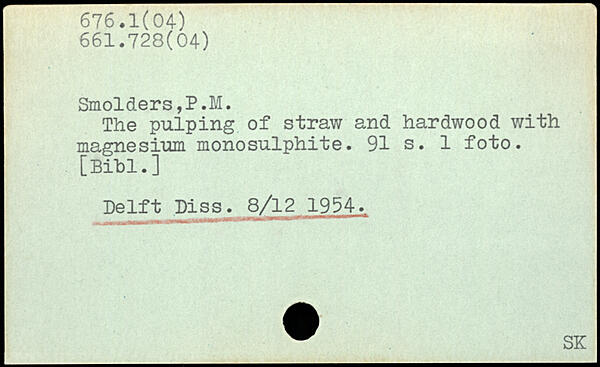 676.1(04)
661.728(04)
Smolders,P.M.
The pulping of straw and hardwood with
magnesium monosulphite. 91 s. 1 foto.
[Bibl.]
Delft Diss. 8/12 1954.
SK